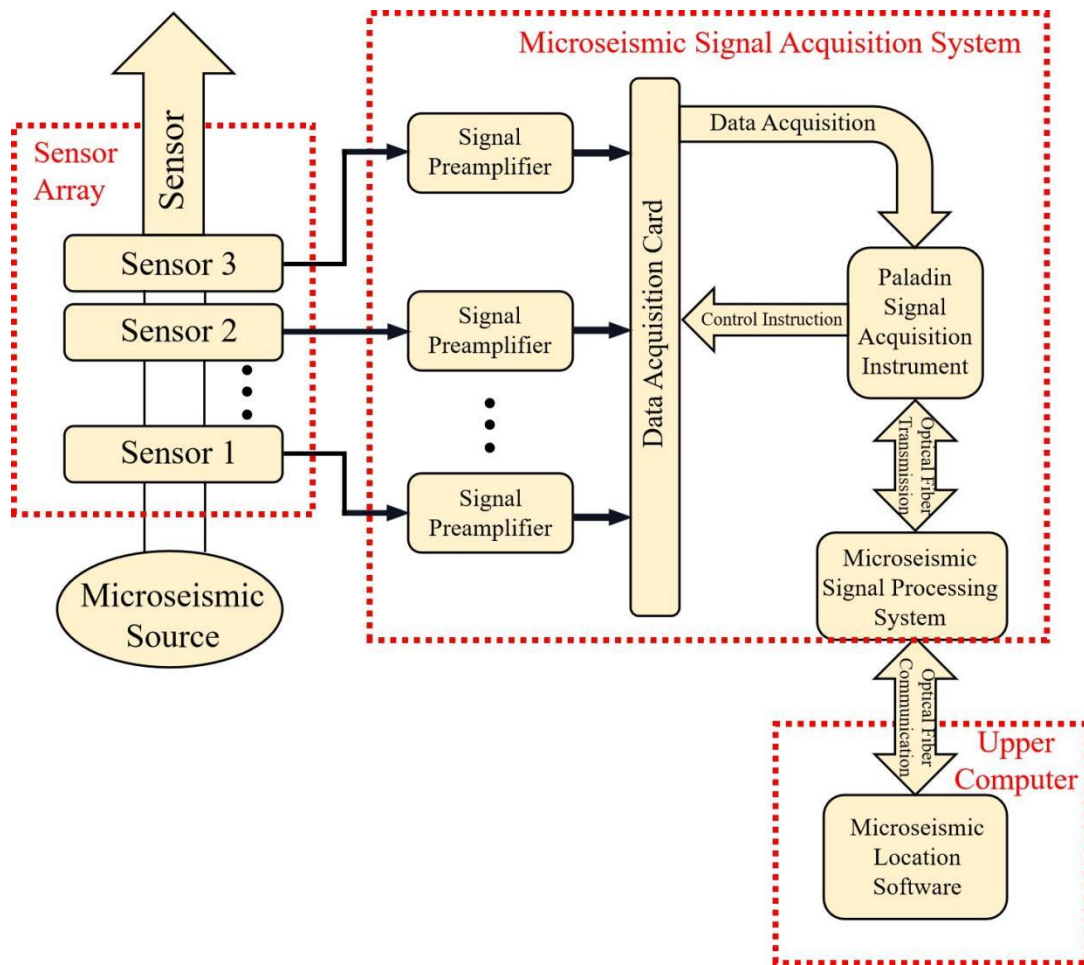 Microseismic Signal Acquisition System
Sensor
Array
Sensor
Sensor 3
Sensor 2
Sensor 1
Microseismic
Source
Signal
Preamplifier
Signal
Preamplifier
Signal
Preamplifier
Data Acquisition Card
Data Acquisition
Control Instruction
Paladin
Signal
Acquisition
Instrument
Optical Fiber
Transmission
Microseismic
Signal Processing
System
Optical Fiber
Communication
Upper
Computer
Microseismic
Location
Software